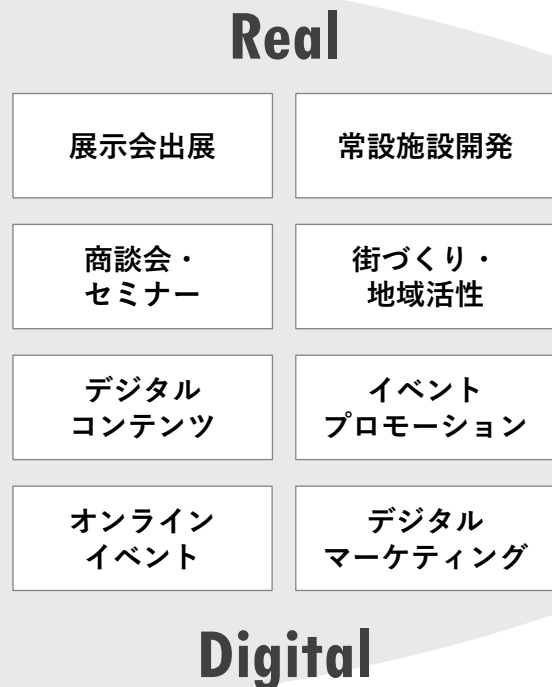 Real
展示会出展
常設施設開発
商談会・
セミナー
街づくり・
地域活性
デジタル
コンテンツ
イベント
プロモーション
オンライン
イベント
デジタル
マーケティング
Digital